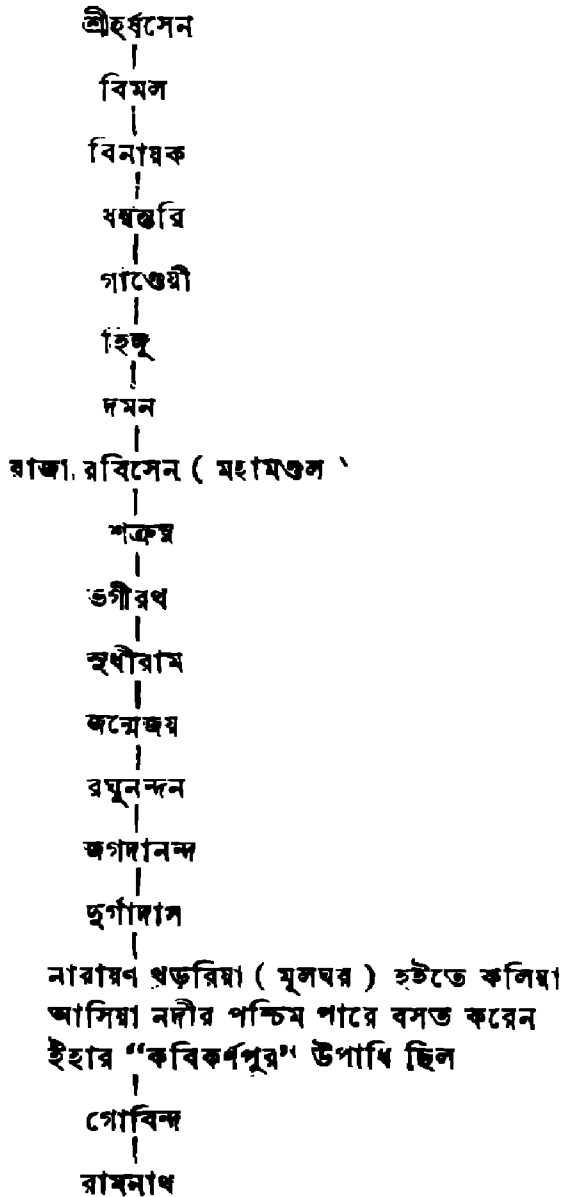 শ্রীহর্ষসেন
বিমল
বিনায়ক
ধন্বন্তরি
গাণ্ডেয়ী
হিঙ্গু
দমন
রাজা রবিসেন ( মহামণ্ডল
শত্রুঘ্ন
ভগীরথ
সুধীরাম
জন্মেজয়
রঘুনন্দন
জগদানন্দ
দুর্গাদাস
নারায়ণ খড়রিয়া ( মূলঘর ) হইতে কলিয়া
আসিয়া নদীর পশ্চিম পারে বসত করেন
ইহার “কবিকর্ণপুর” উপাধি ছিল
গোবিন্দ
রামনাথ